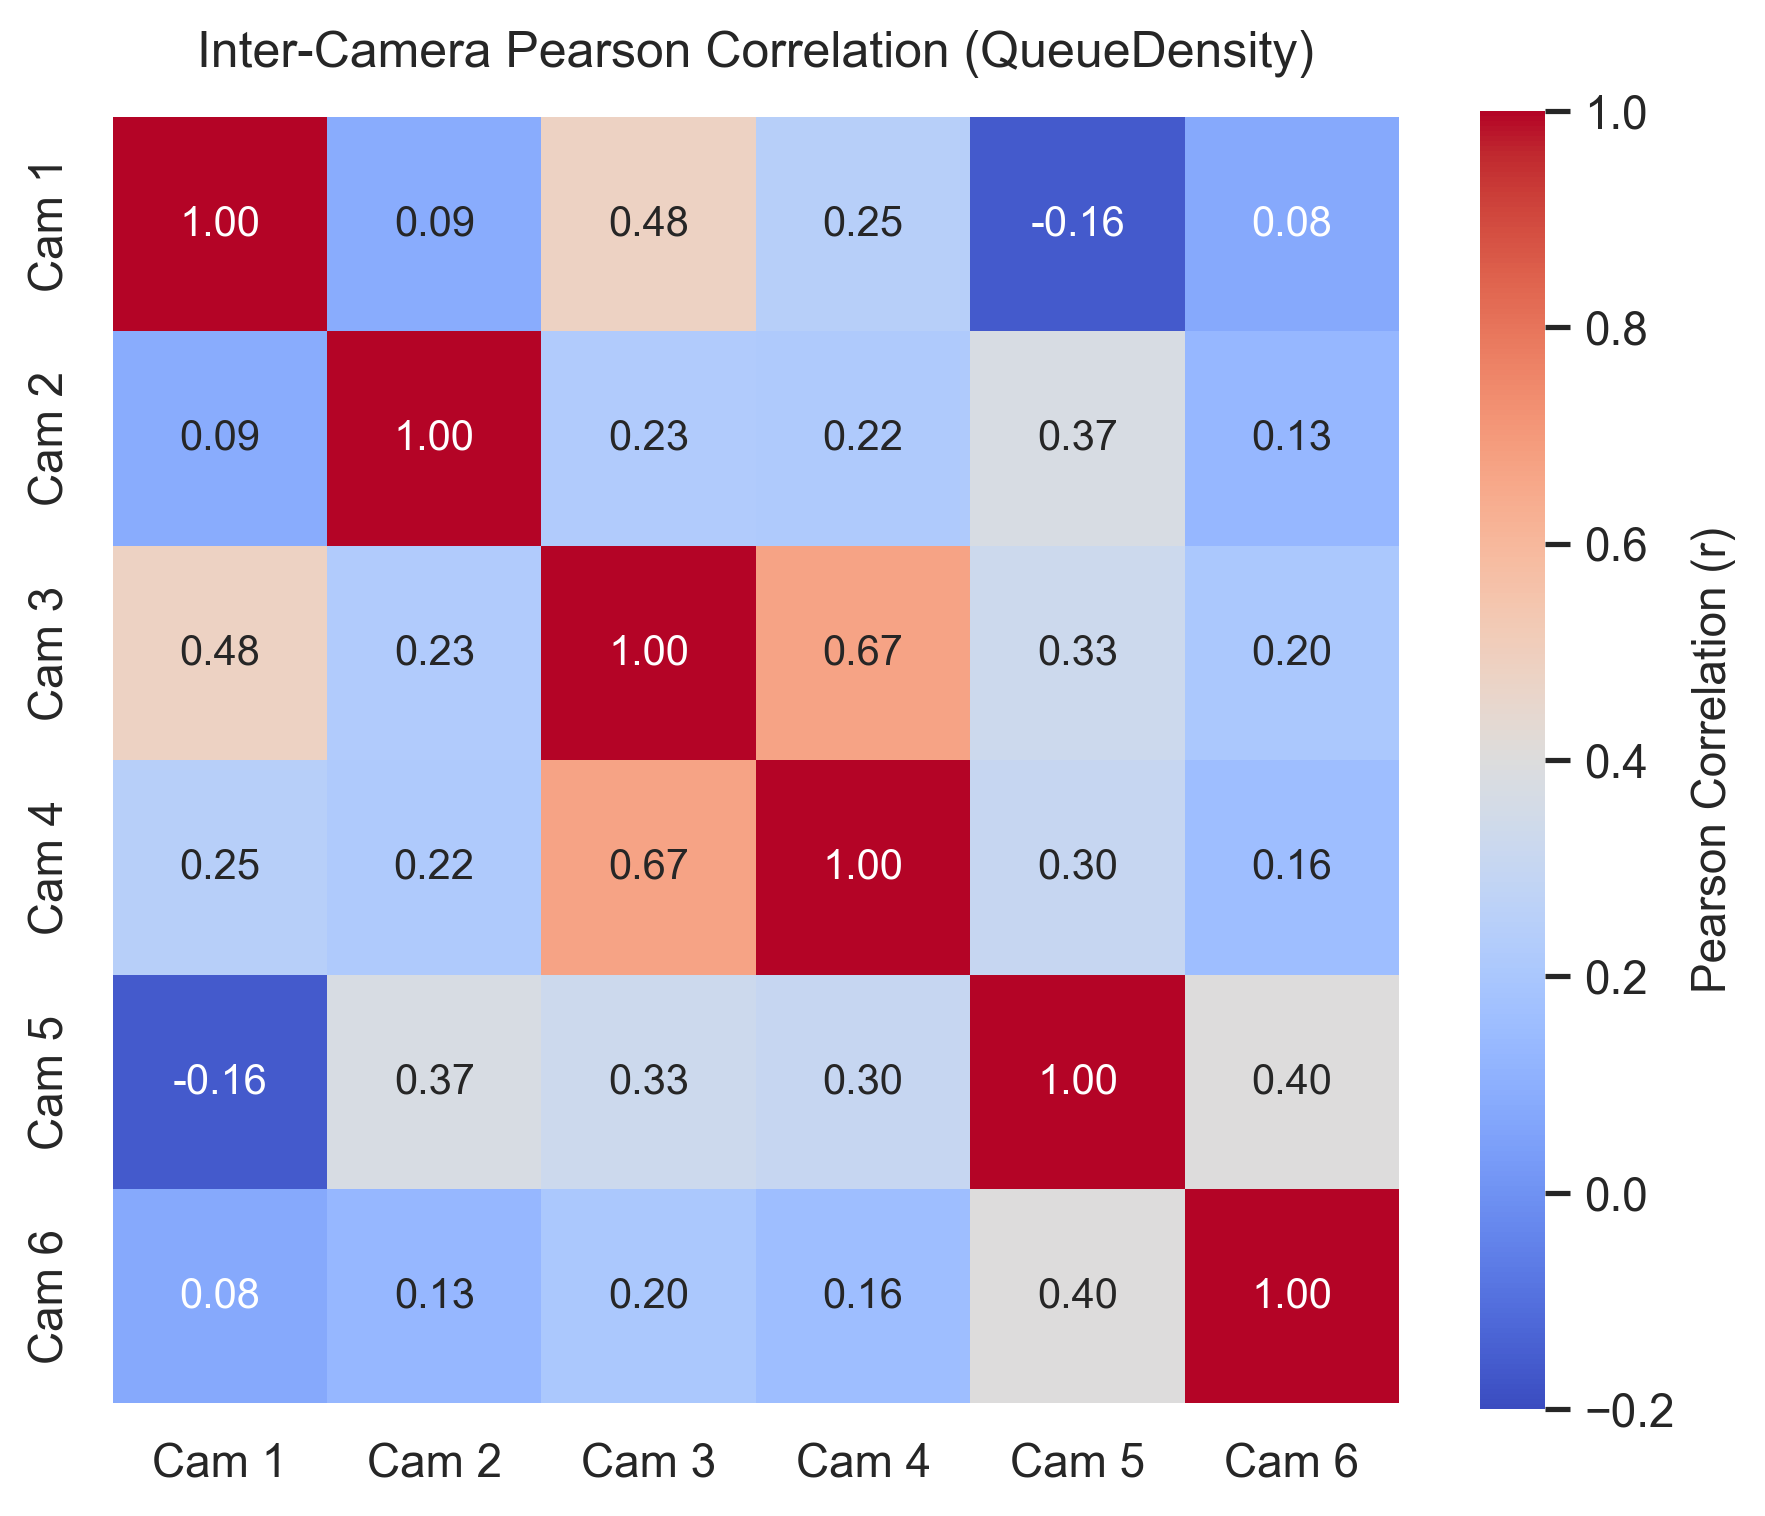 Inter-Camera Pearson Correlation (QueueDensity)
Cam 1 1.00 0.09 0.48 0.25 -0.16 0.08
Cam 2 0.09 1.00 0.23 0.22 0.37 0.13
Cam 3 0.48 0.23 1.00 0.67 0.33 0.20
Cam 4 0.25 0.22 0.67 1.00 0.30 0.16
Cam 5 -0.16 0.37 0.33 0.30 1.00 0.40
Cam 6 0.08 0.13 0.20 0.16 0.40 1.00
Cam 1 Cam 2 Cam 3 Cam 4 Cam 5 Cam 6
1.0
0.8
0.6
0.4
0.2
0.0
−0.2
Pearson Correlation (r)